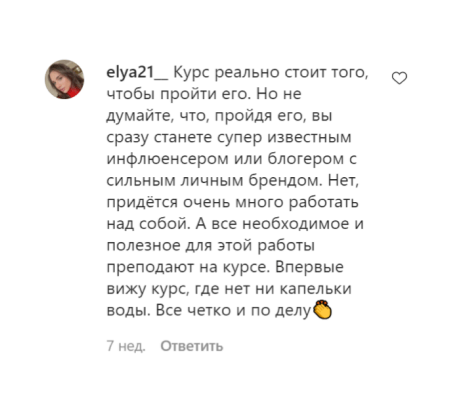 elya21__ Курс реально стоит того,
чтобы пройти его. Но не
думайте, что, пройдя его, вы
сразу станете супер известным
инфлюенсером или блогером с
сильным личным брендом. Нет,
придётся очень много работать
над собой. А все необходимое и
полезное для этой работы
преподают на курсе. Впервые
вижу курс, где нет ни капельки
воды. Все четко и по делу👏
7 нед. Ответить